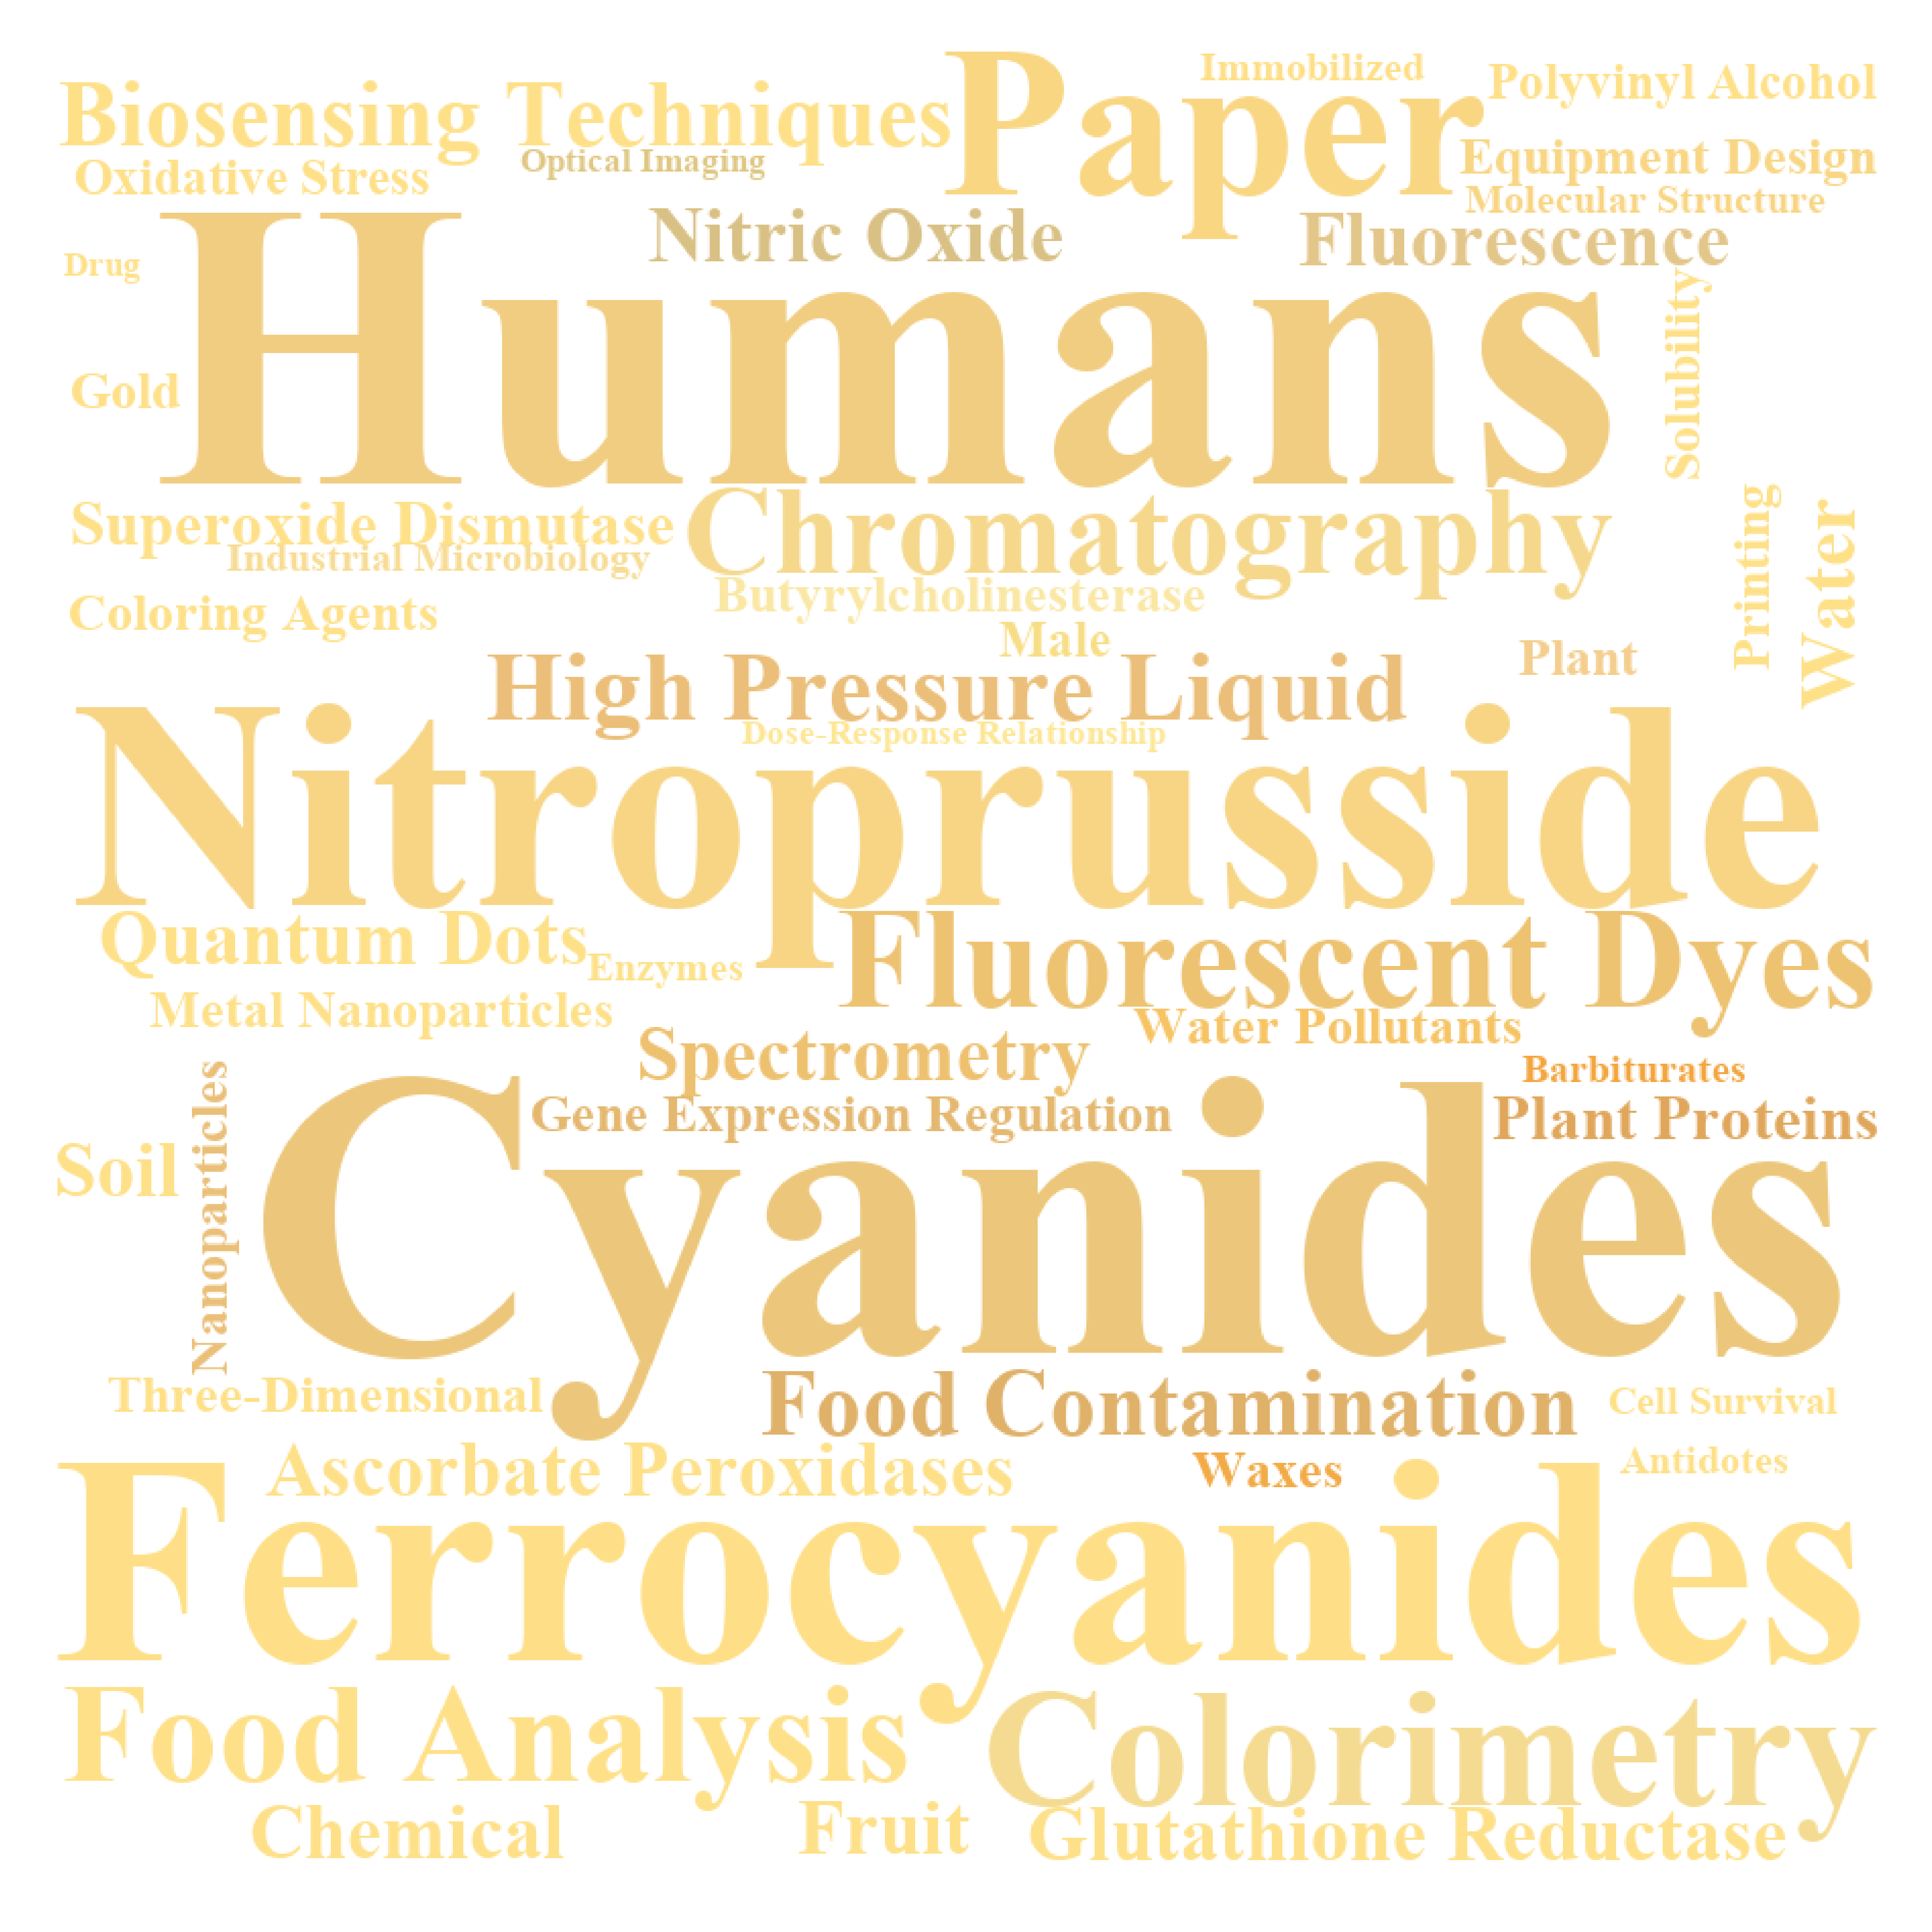 Immobilized
Polyvinyl Alcohol
Biosensing Techniques
Paper
Optical Imaging
Equipment Design
Oxidative Stress
Molecular Structure
Nitric Oxide
Fluorescence
Drug
Humans
Solubility
Gold
Superoxide Dismutase
Chromatography
Industrial Microbiology
Printing
Water
Butyrylcholinesterase
Coloring Agents
Male
Plant
High Pressure Liquid
Dose-Response Relationship
Nitroprusside
Quantum Dots
Fluorescent Dyes
Enzymes
Metal Nanoparticles
Water Pollutants
Spectrometry
Barbiturates
Gene Expression Regulation
Plant Proteins
Soil
Nanoparticles
Cyanides
Three-Dimensional
Food Contamination
Cell Survival
Ascorbate Peroxidases
Waxes
Antidotes
Ferrocyanides
Food Analysis
Colorimetry
Chemical
Fruit
Glutathione Reductase